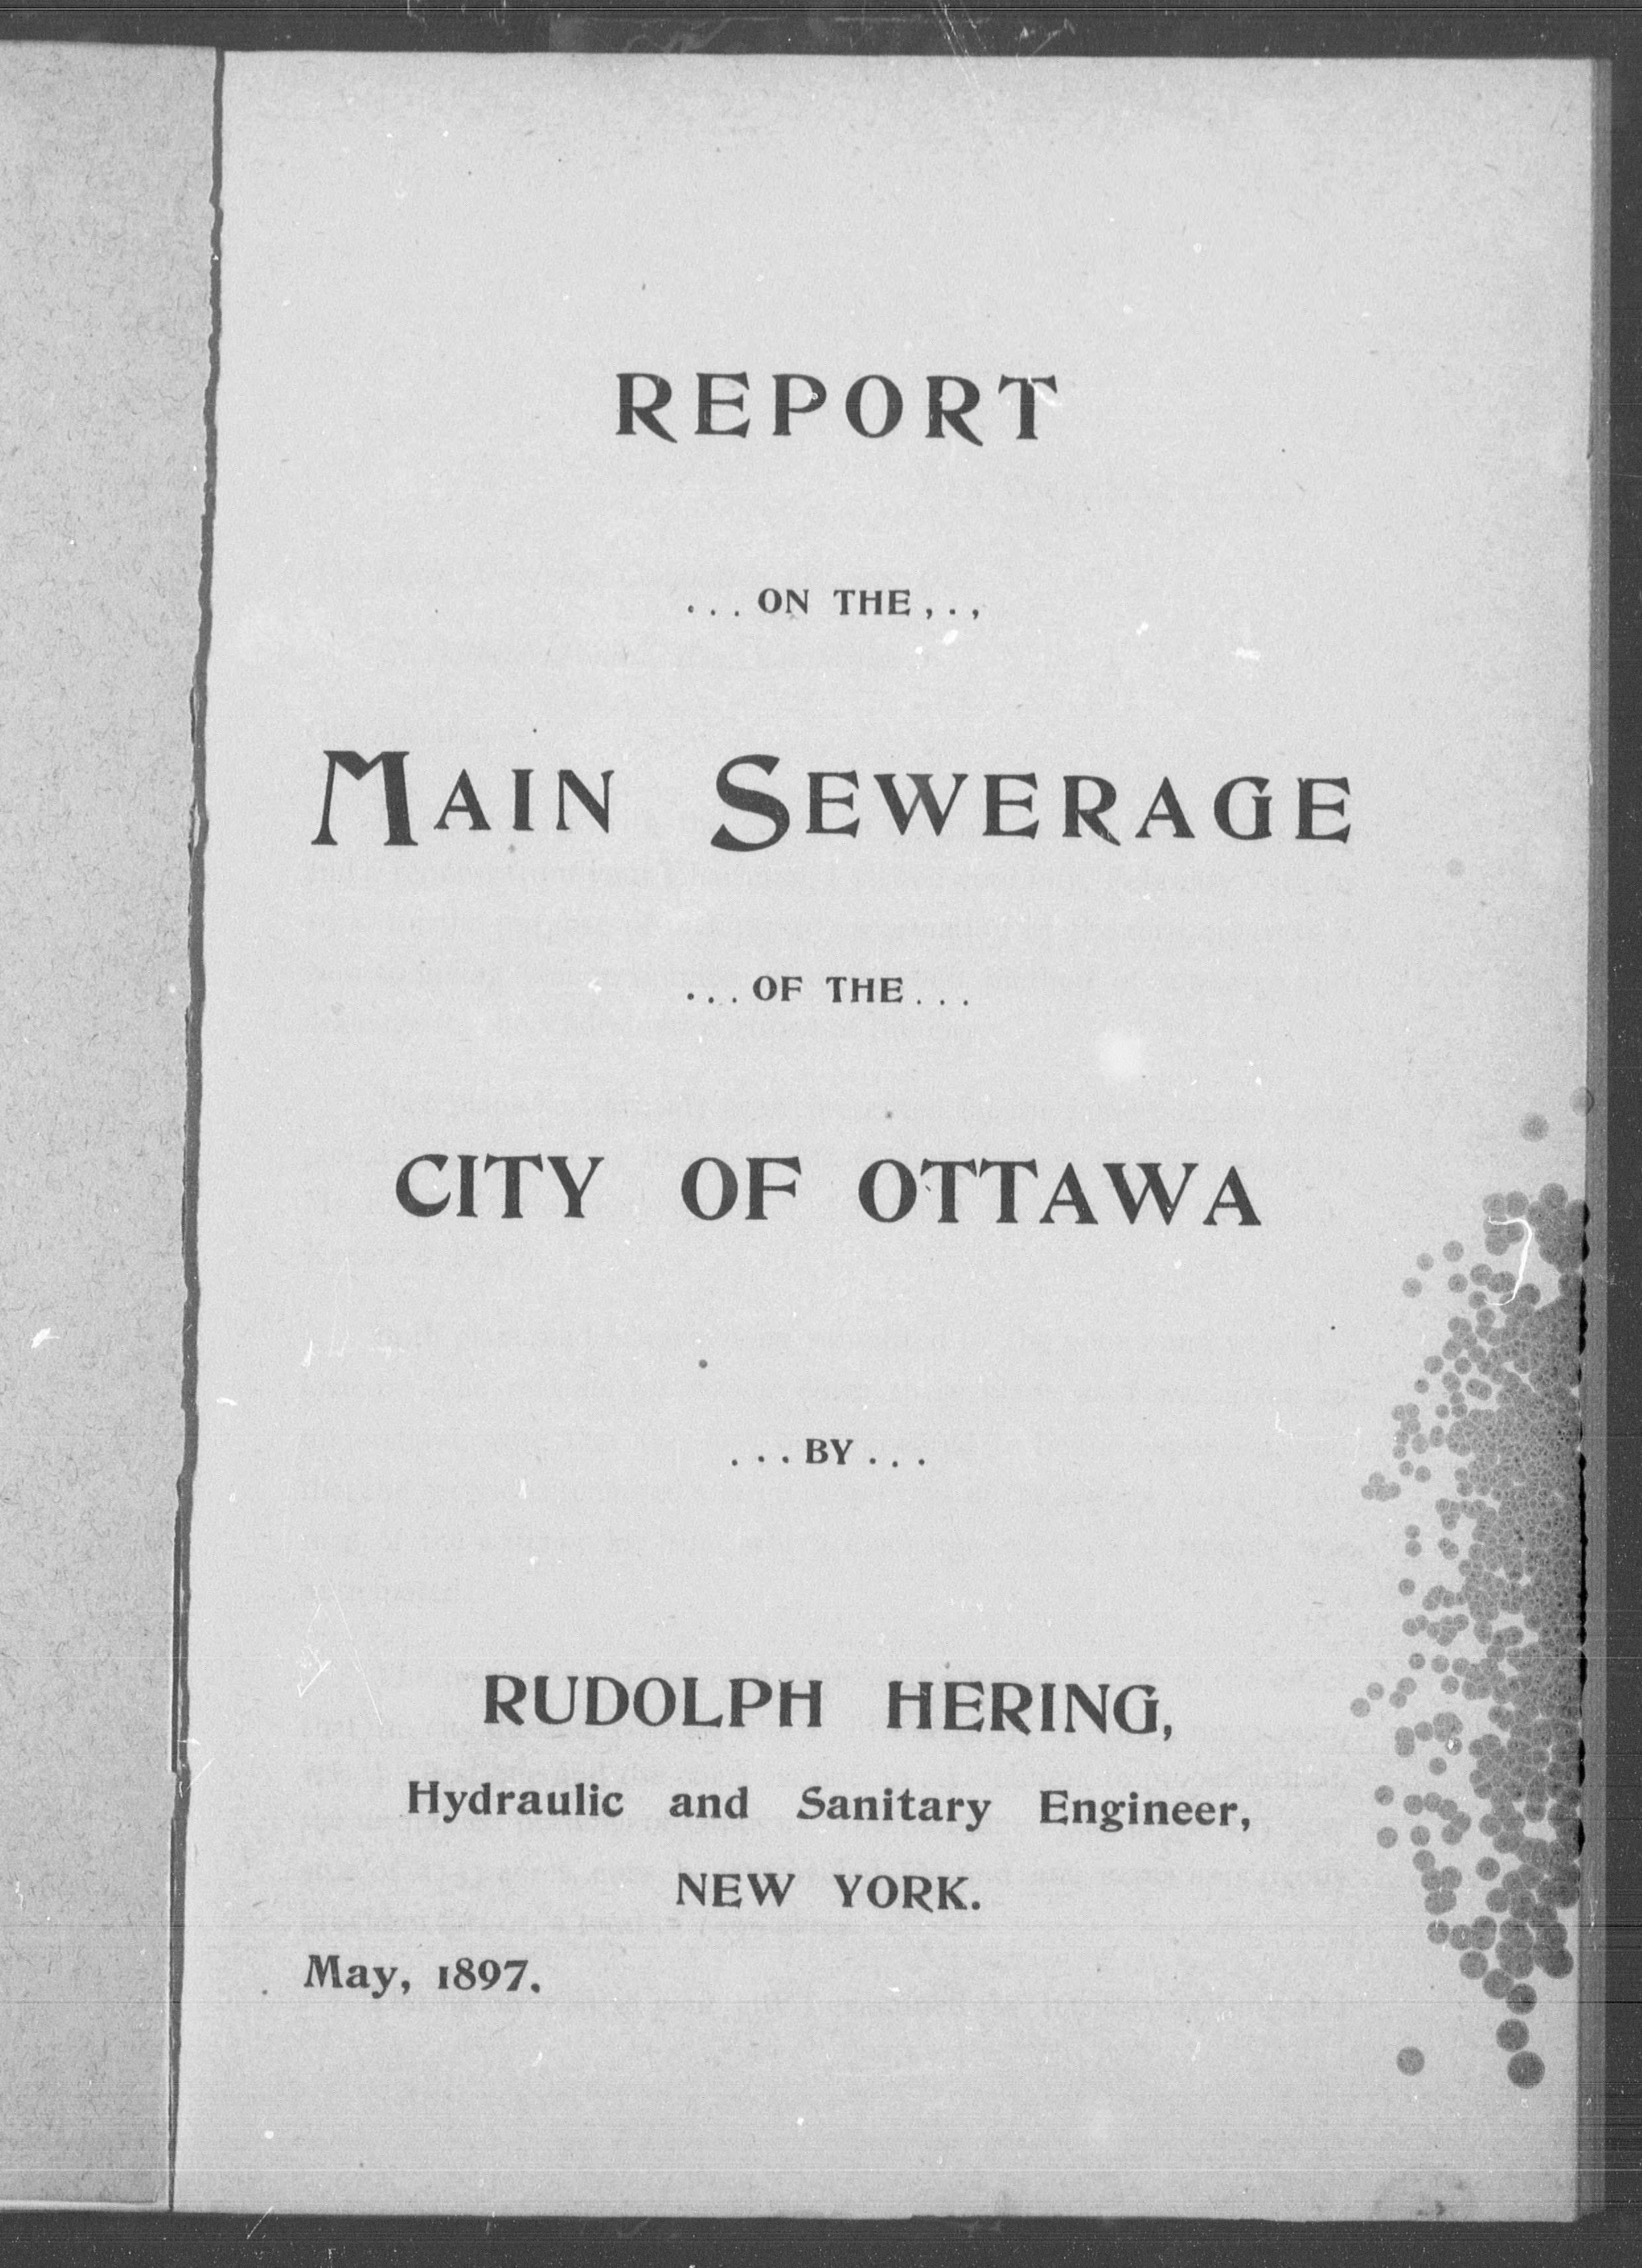 REPORT
...ON THE,.,
MAIN SEWERAGE
...OF THE...
CITY OF OTTAWA
...BY...
RUDOLPH HERING,
Hydraulic and Sanitary Engineer,
NEW YORK.
May, 1897.